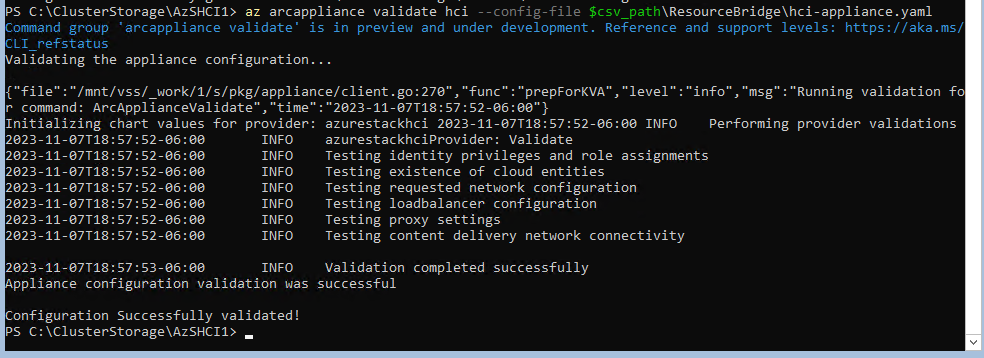 PS C:\ClusterStorage\AzSHCI1> az arcappliance validate hci --config-file $csv_path\ResourceBridge\hci-appliance.yaml
Command group 'arcappliance validate' is in preview and under development. Reference and support levels: https://aka.ms/
CLI_refstatus
Validating the appliance configuration...
{"file":"/mnt/vss/_work/1/s/pkg/appliance/client.go:270","func":"prepForKVA","level":"info","msg":"Running validation fo
r command: ArcApplianceValidate","time":"2023-11-07T18:57:52-06:00"}
Initializing chart values for provider: azurestackhci 2023-11-07T18:57:52-06:00 INFO    Performing provider validations
2023-11-07T18:57:52-06:00       INFO    azurestackhciProvider: Validate
2023-11-07T18:57:52-06:00       INFO    Testing identity privileges and role assignments
2023-11-07T18:57:52-06:00       INFO    Testing existence of cloud entities
2023-11-07T18:57:52-06:00       INFO    Testing requested network configuration
2023-11-07T18:57:52-06:00       INFO    Testing loadbalancer configuration
2023-11-07T18:57:52-06:00       INFO    Testing proxy settings
2023-11-07T18:57:52-06:00       INFO    Testing content delivery network connectivity
2023-11-07T18:57:53-06:00       INFO    Validation completed successfully
Appliance configuration validation was successful
Configuration Successfully validated!
PS C:\ClusterStorage\AzSHCI1>